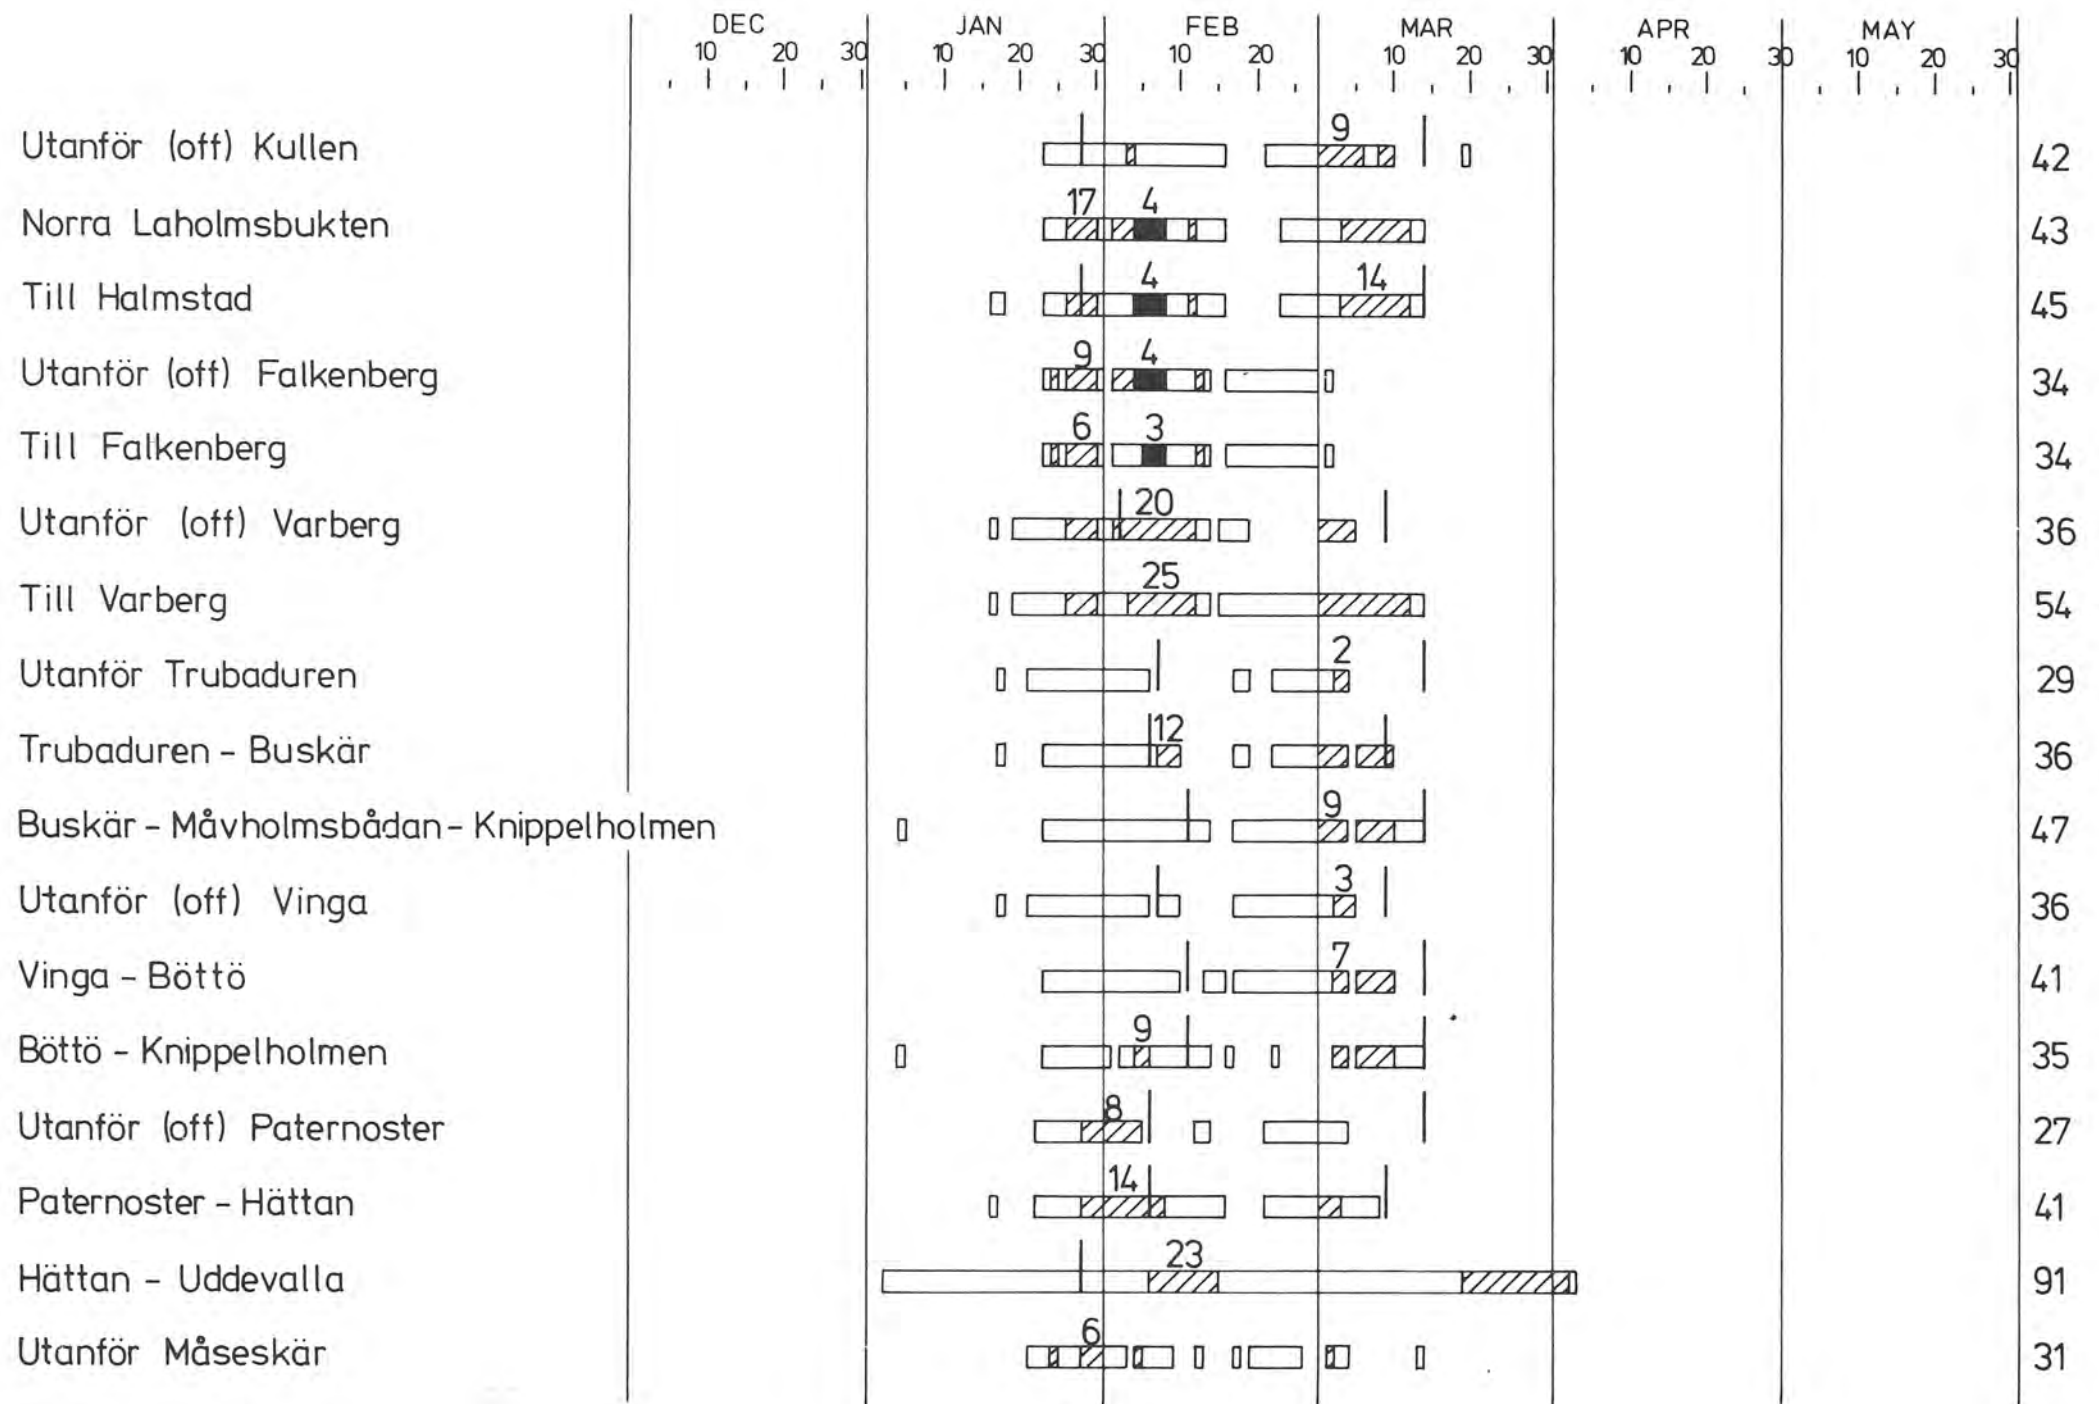 DEC JAN FEB MAR APR MAY
10 20 30 10 20 30 10 20 10 20 30 10 20 30 10 20 30
Utanför (off) Kullen 9 42
Norra Laholmsbukten 17 4 43
Till Halmstad 4 14 45
Utanför (off) Falkenberg 9 4 34
Till Falkenberg 6 3 34
Utanför (off) Varberg 20 36
Till Varberg 25 54
Utanför Trubaduren 2 29
Trubaduren - Buskär 12 36
Buskär - Måvholmsbådan - Knippelholmen 9 47
Utanför (off) Vinga 3 36
Vinga - Böttö 7 41
Böttö - Knippelholmen 9 35
Utanför (off) Paternoster 8 27
Paternoster - Hättan 14 41
Hättan - Uddevalla 23 91
Utanför Måseskär 6 31